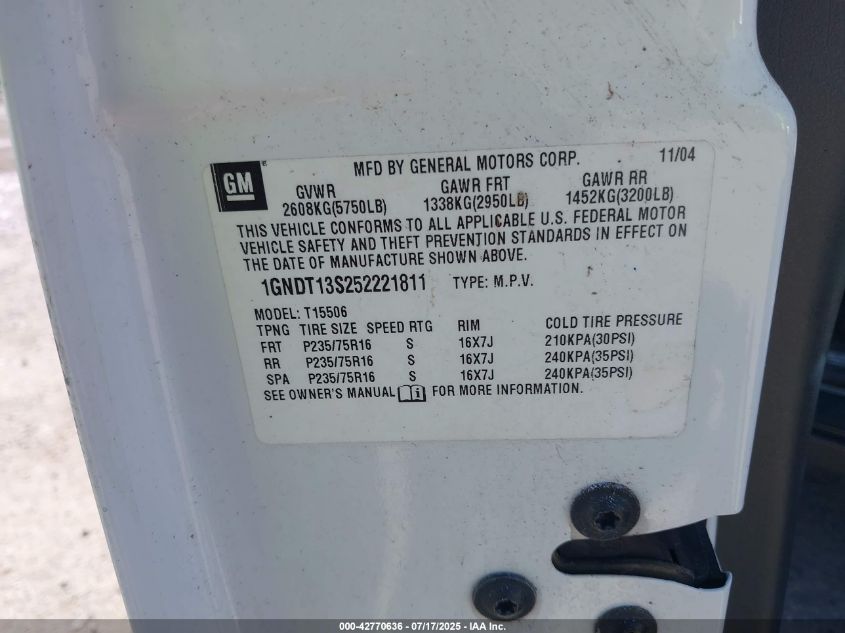 GM
MFD BY GENERAL MOTORS CORP. 11/04
GVWR GAWR FRT GAWR RR
2608KG(5750LB) 1338KG(2950LB) 1452KG(3200LB)
THIS VEHICLE CONFORMS TO ALL APPLICABLE U.S. FEDERAL MOTOR
VEHICLE SAFETY AND THEFT PREVENTION STANDARDS IN EFFECT ON
THE DATE OF MANUFACTURE SHOWN ABOVE.
1GNDT13S252221811 TYPE: M.P.V.
MODEL: T15506
TPNG TIRE SIZE SPEED RTG RIM COLD TIRE PRESSURE
FRT P235/75R16 S 16X7J 210KPA(30PSI)
RR P235/75R16 S 16X7J 240KPA(35PSI)
SPA P235/75R16 S 16X7J 240KPA(35PSI)
SEE OWNER'S MANUAL FOR MORE INFORMATION.
000-42770636 - 07/17/2025 - IAA Inc.